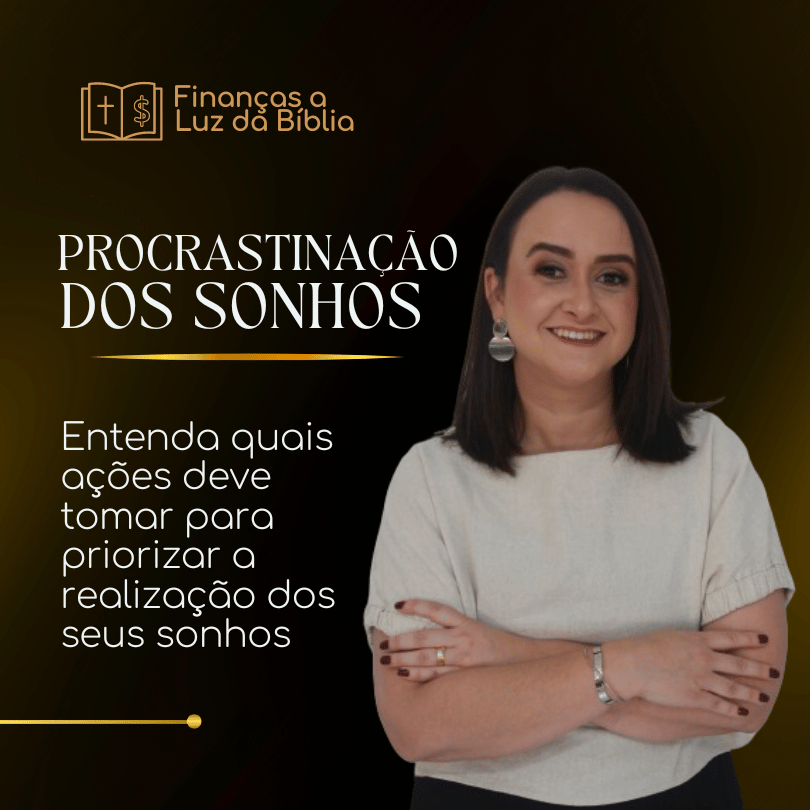 Finanças a
Luz da Bíblia
PROCRASTINAÇÃO
DOS SONHOS
Entenda quais
ações deve
tomar para
priorizar a
realização dos
seus sonhos